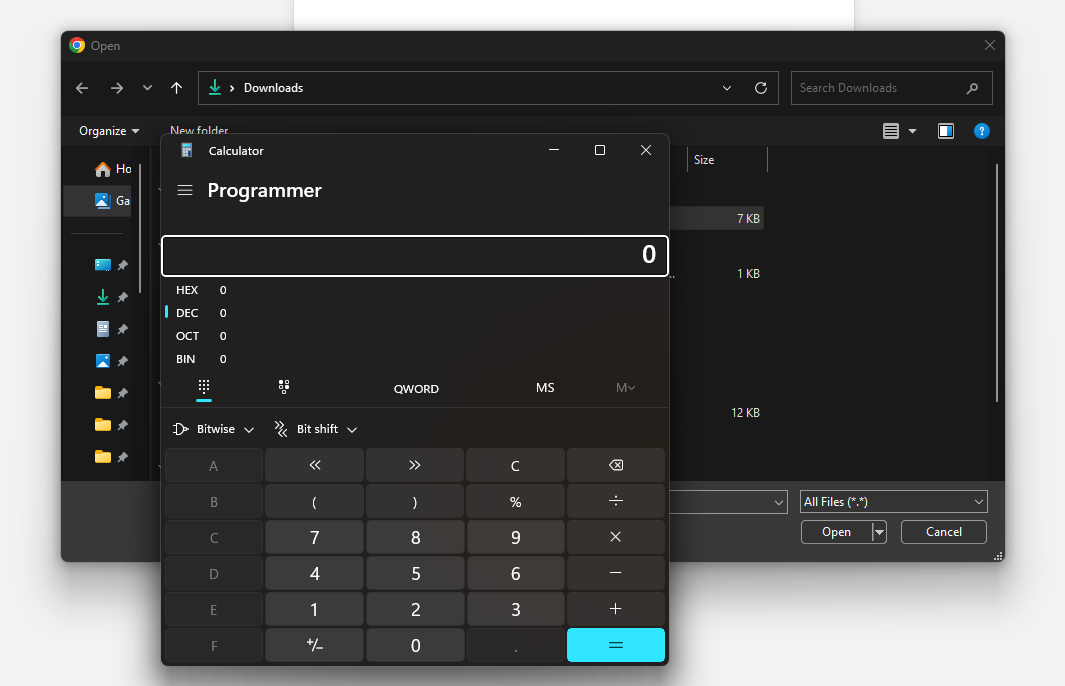 Open
Downloads
Search Downloads
Organize
New folder
Ho
Ga
Size
7 KB
..
1 KB
12 KB
All Files (*.*)
Open
Cancel
Calculator
Programmer
0
HEX 0
DEC 0
OCT 0
BIN 0
QWORD MS M
Bitwise Bit shift
A « » C
B ( ) % ÷
C 7 8 9 ×
D 4 5 6 −
E 1 2 3 +
F +/− 0 . =